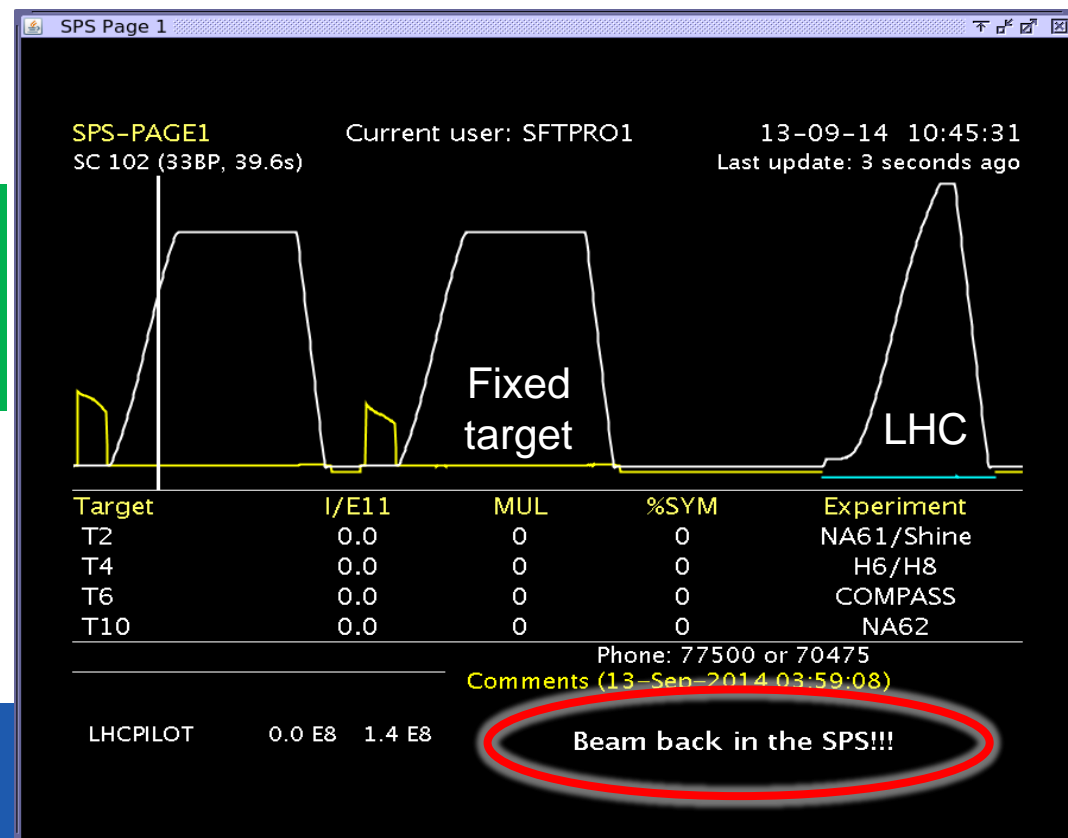 SPS Page 1
SPS-PAGE1 Current user: SFTPRO1 13-09-14 10:45:31
SC 102 (33BP, 39.6s) Last update: 3 seconds ago
Fixed
target
LHC
Target I/E11 MUL %SYM Experiment
T2 0.0 0 0 NA61/Shine
T4 0.0 0 0 H6/H8
T6 0.0 0 0 COMPASS
T10 0.0 0 0 NA62
Phone: 77500 or 70475
Comments (13-Sep-2014 03:59:08)
LHCPILOT 0.0 E8 1.4 E8 Beam back in the SPS!!!